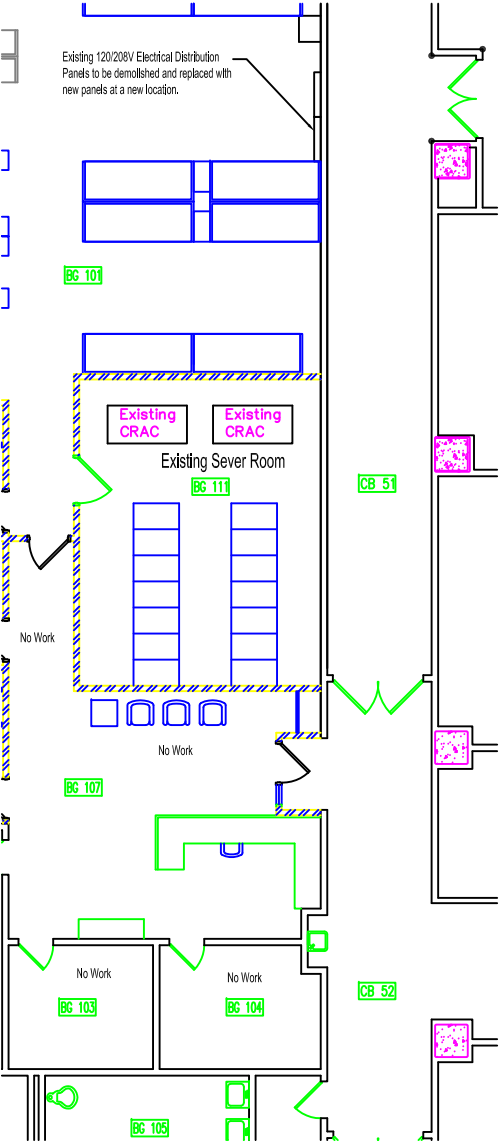 Existing 120/208V Electrical Distribution
Panels to be demolished and replaced with
new panels at a new location.
BG 101
Existing
CRAC
Existing
CRAC
Existing Sever Room
BG 111
CB 51
No Work
No Work
BG 107
No Work
No Work
BG 103
BG 104
CB 52
BG 105